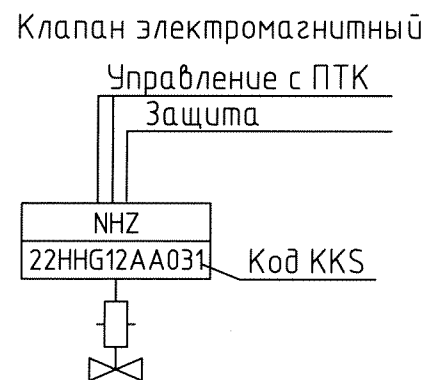 Клапан электромагнитный
Управление с ПТК
Защита
NHZ
22HHG12AA031
Код KKS